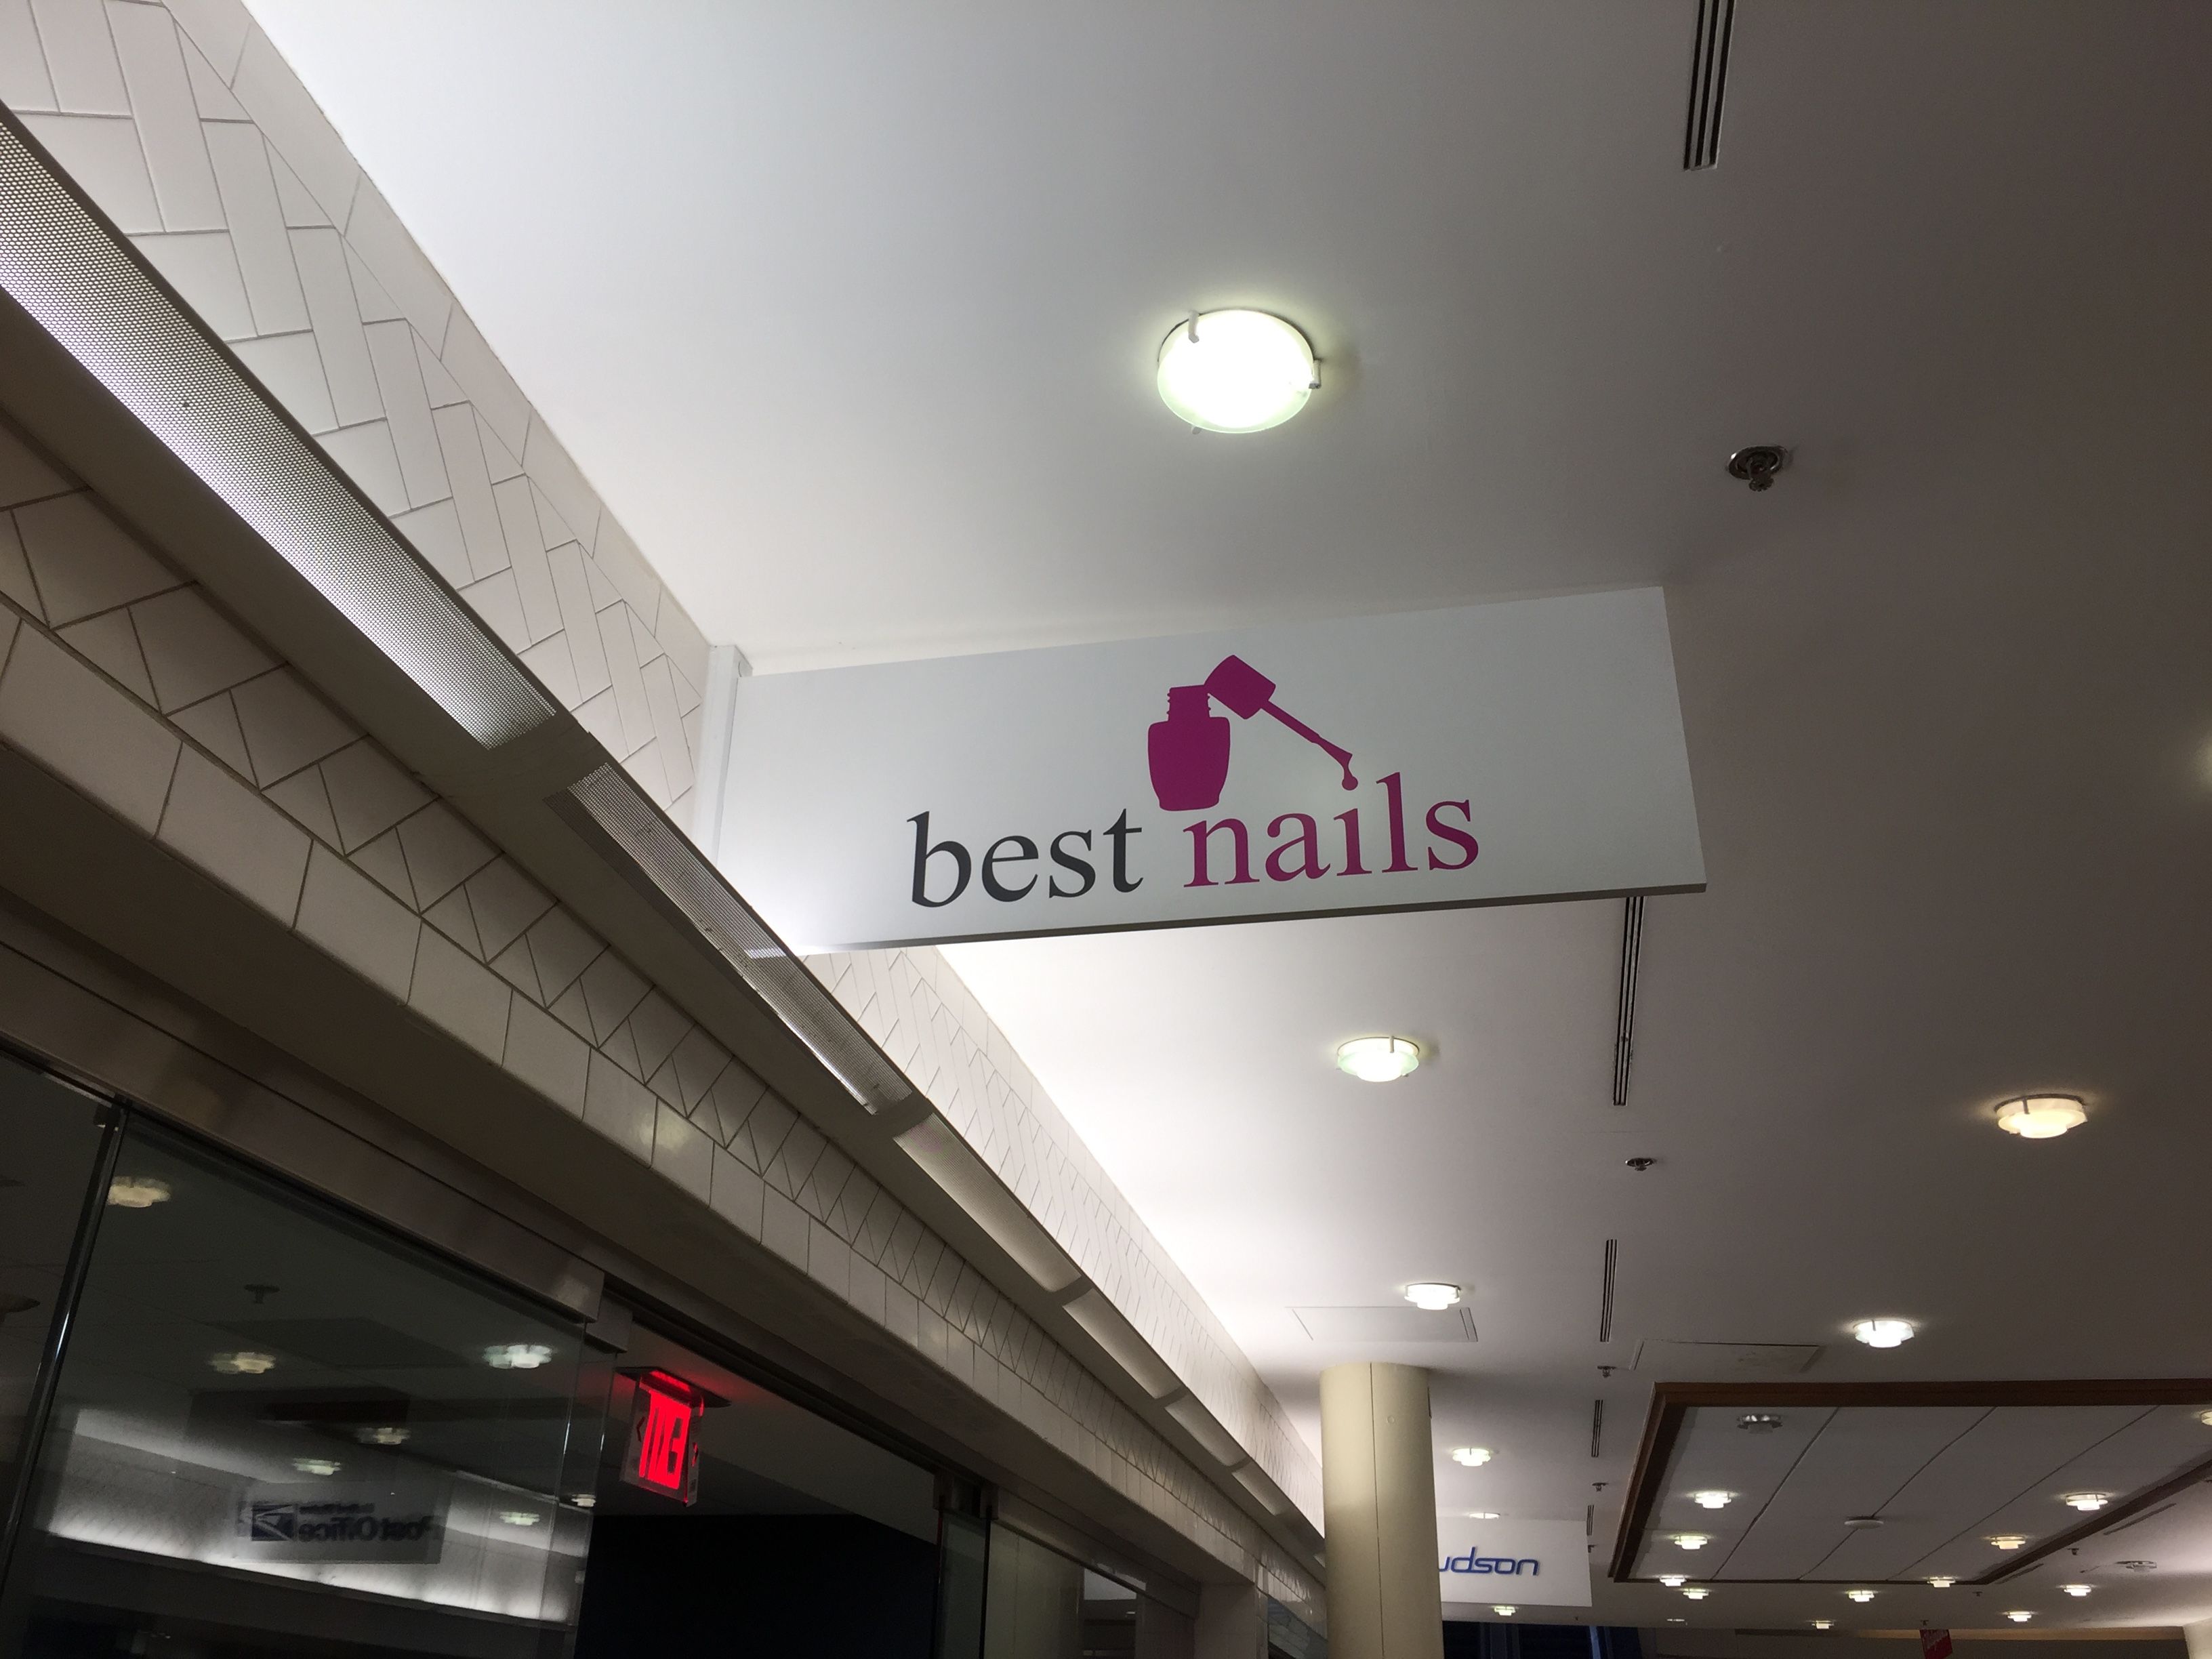 best nails
EXIT
Post Office
udson